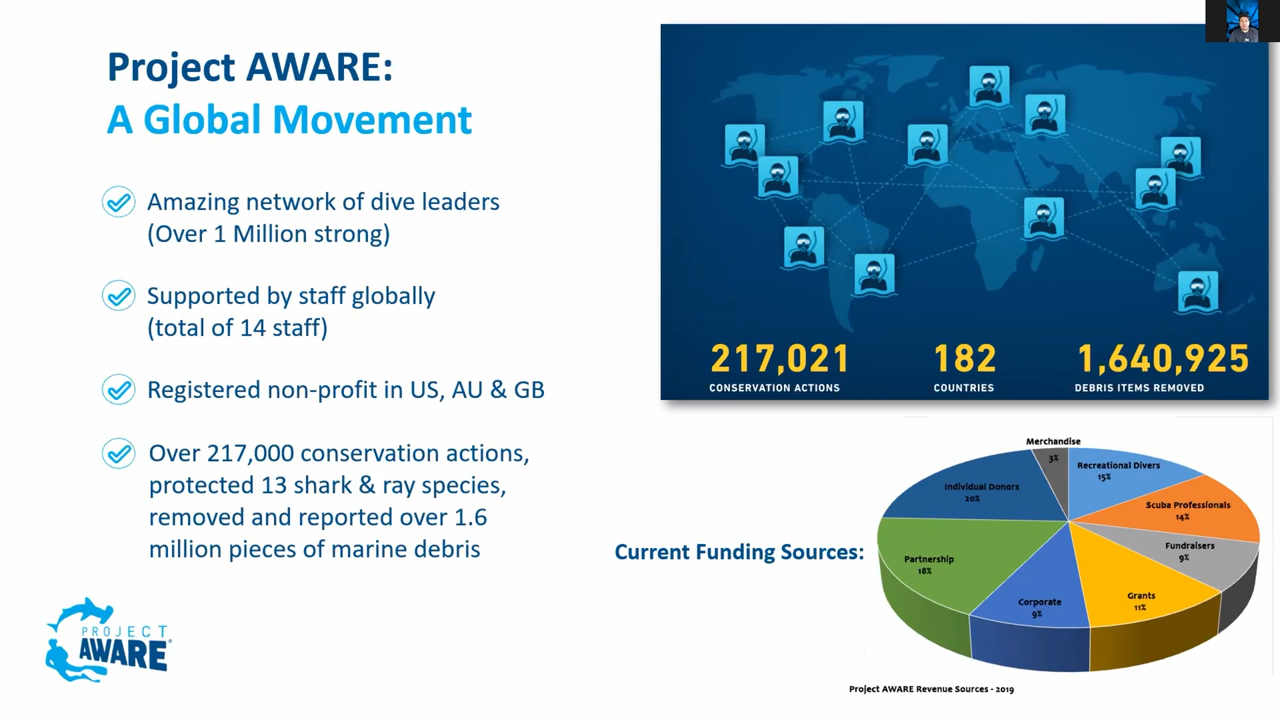 Project AWARE:
A Global Movement
Amazing network of dive leaders
(Over 1 Million strong)
Supported by staff globally
(total of 14 staff)
Registered non-profit in US, AU & GB
Over 217,000 conservation actions,
protected 13 shark & ray species,
removed and reported over 1.6
million pieces of marine debris
PROJECT
AWARE®
217,021
CONSERVATION ACTIONS
182
COUNTRIES
1,640,925
DEBRIS ITEMS REMOVED
Current Funding Sources:
Merchandise
3%
Recreational Divers
15%
Scuba Professionals
14%
Fundraisers
9%
Grants
11%
Corporate
9%
Partnership
18%
Individual Donors
20%
Project AWARE Revenue Sources - 2019